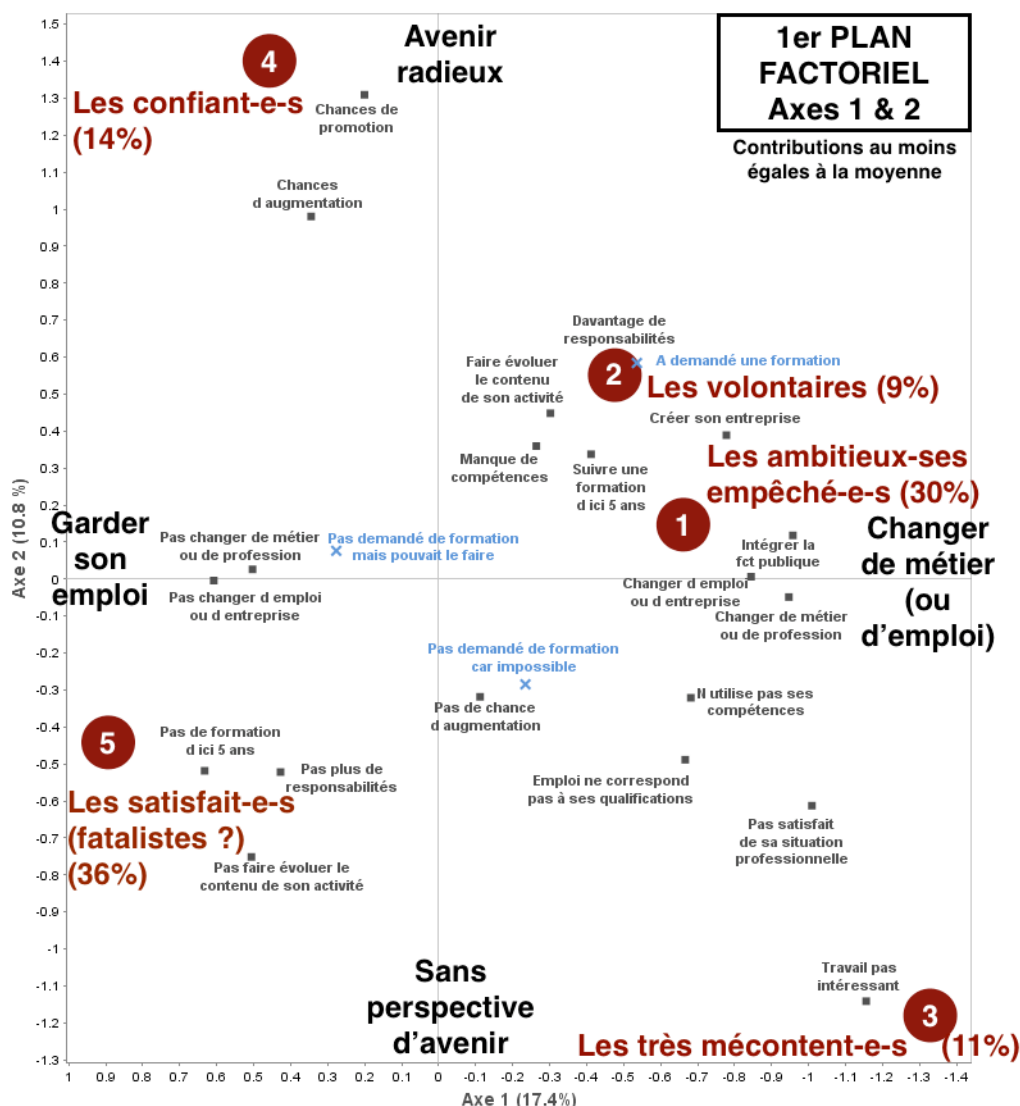 1er PLAN
FACTORIEL
Axes 1 & 2
Contributions au moins
égales à la moyenne
Avenir
radieux
4
Les confiant-e-s
(14%)
Chances de
promotion
Chances
d augmentation
Davantage de
responsabilités
Faire évoluer
le contenu
de son activité
2
A demandé une formation
Les volontaires (9%)
Créer son entreprise
Manque de
compétences
Suivre une
formation
d ici 5 ans
Les ambitieux-ses
empêché-e-s (30%)
1
Garder
son
emploi
Pas changer de métier
ou de profession
Pas demandé de formation
mais pouvait le faire
Pas changer d emploi
ou d entreprise
Intégrer la
fct publique
Changer d emploi
ou d entreprise
Changer de métier
ou de profession
Changer
de métier
(ou
d’emploi)
Pas demandé de formation
car impossible
Pas de chance
d augmentation
N utilise pas ses
compétences
5
Pas de formation
d ici 5 ans
Pas plus de
responsabilités
Emploi ne correspond
pas à ses qualifications
Les satisfait-e-s
(fatalistes ?)
(36%)
Pas faire évoluer le
contenu de son activité
Pas satisfait
de sa situation
professionnelle
Sans
perspective
d’avenir
Travail pas
intéressant
3
Les très mécontent-e-s (11%)
Axe 2 (10.8 %)
1.5
1.4
1.3
1.2
1.1
1
0.9
0.8
0.7
0.6
0.5
0.4
0.3
0.2
0.1
0
-0.1
-0.2
-0.3
-0.4
-0.5
-0.6
-0.7
-0.8
-0.9
-1
-1.1
-1.2
-1.3
1 0.9 0.8 0.7 0.6 0.5 0.4 0.3 0.2 0.1 0 -0.1 -0.2 -0.3 -0.4 -0.5 -0.6 -0.7 -0.8 -0.9 -1 -1.1 -1.2 -1.3 -1.4
Axe 1 (17.4%)